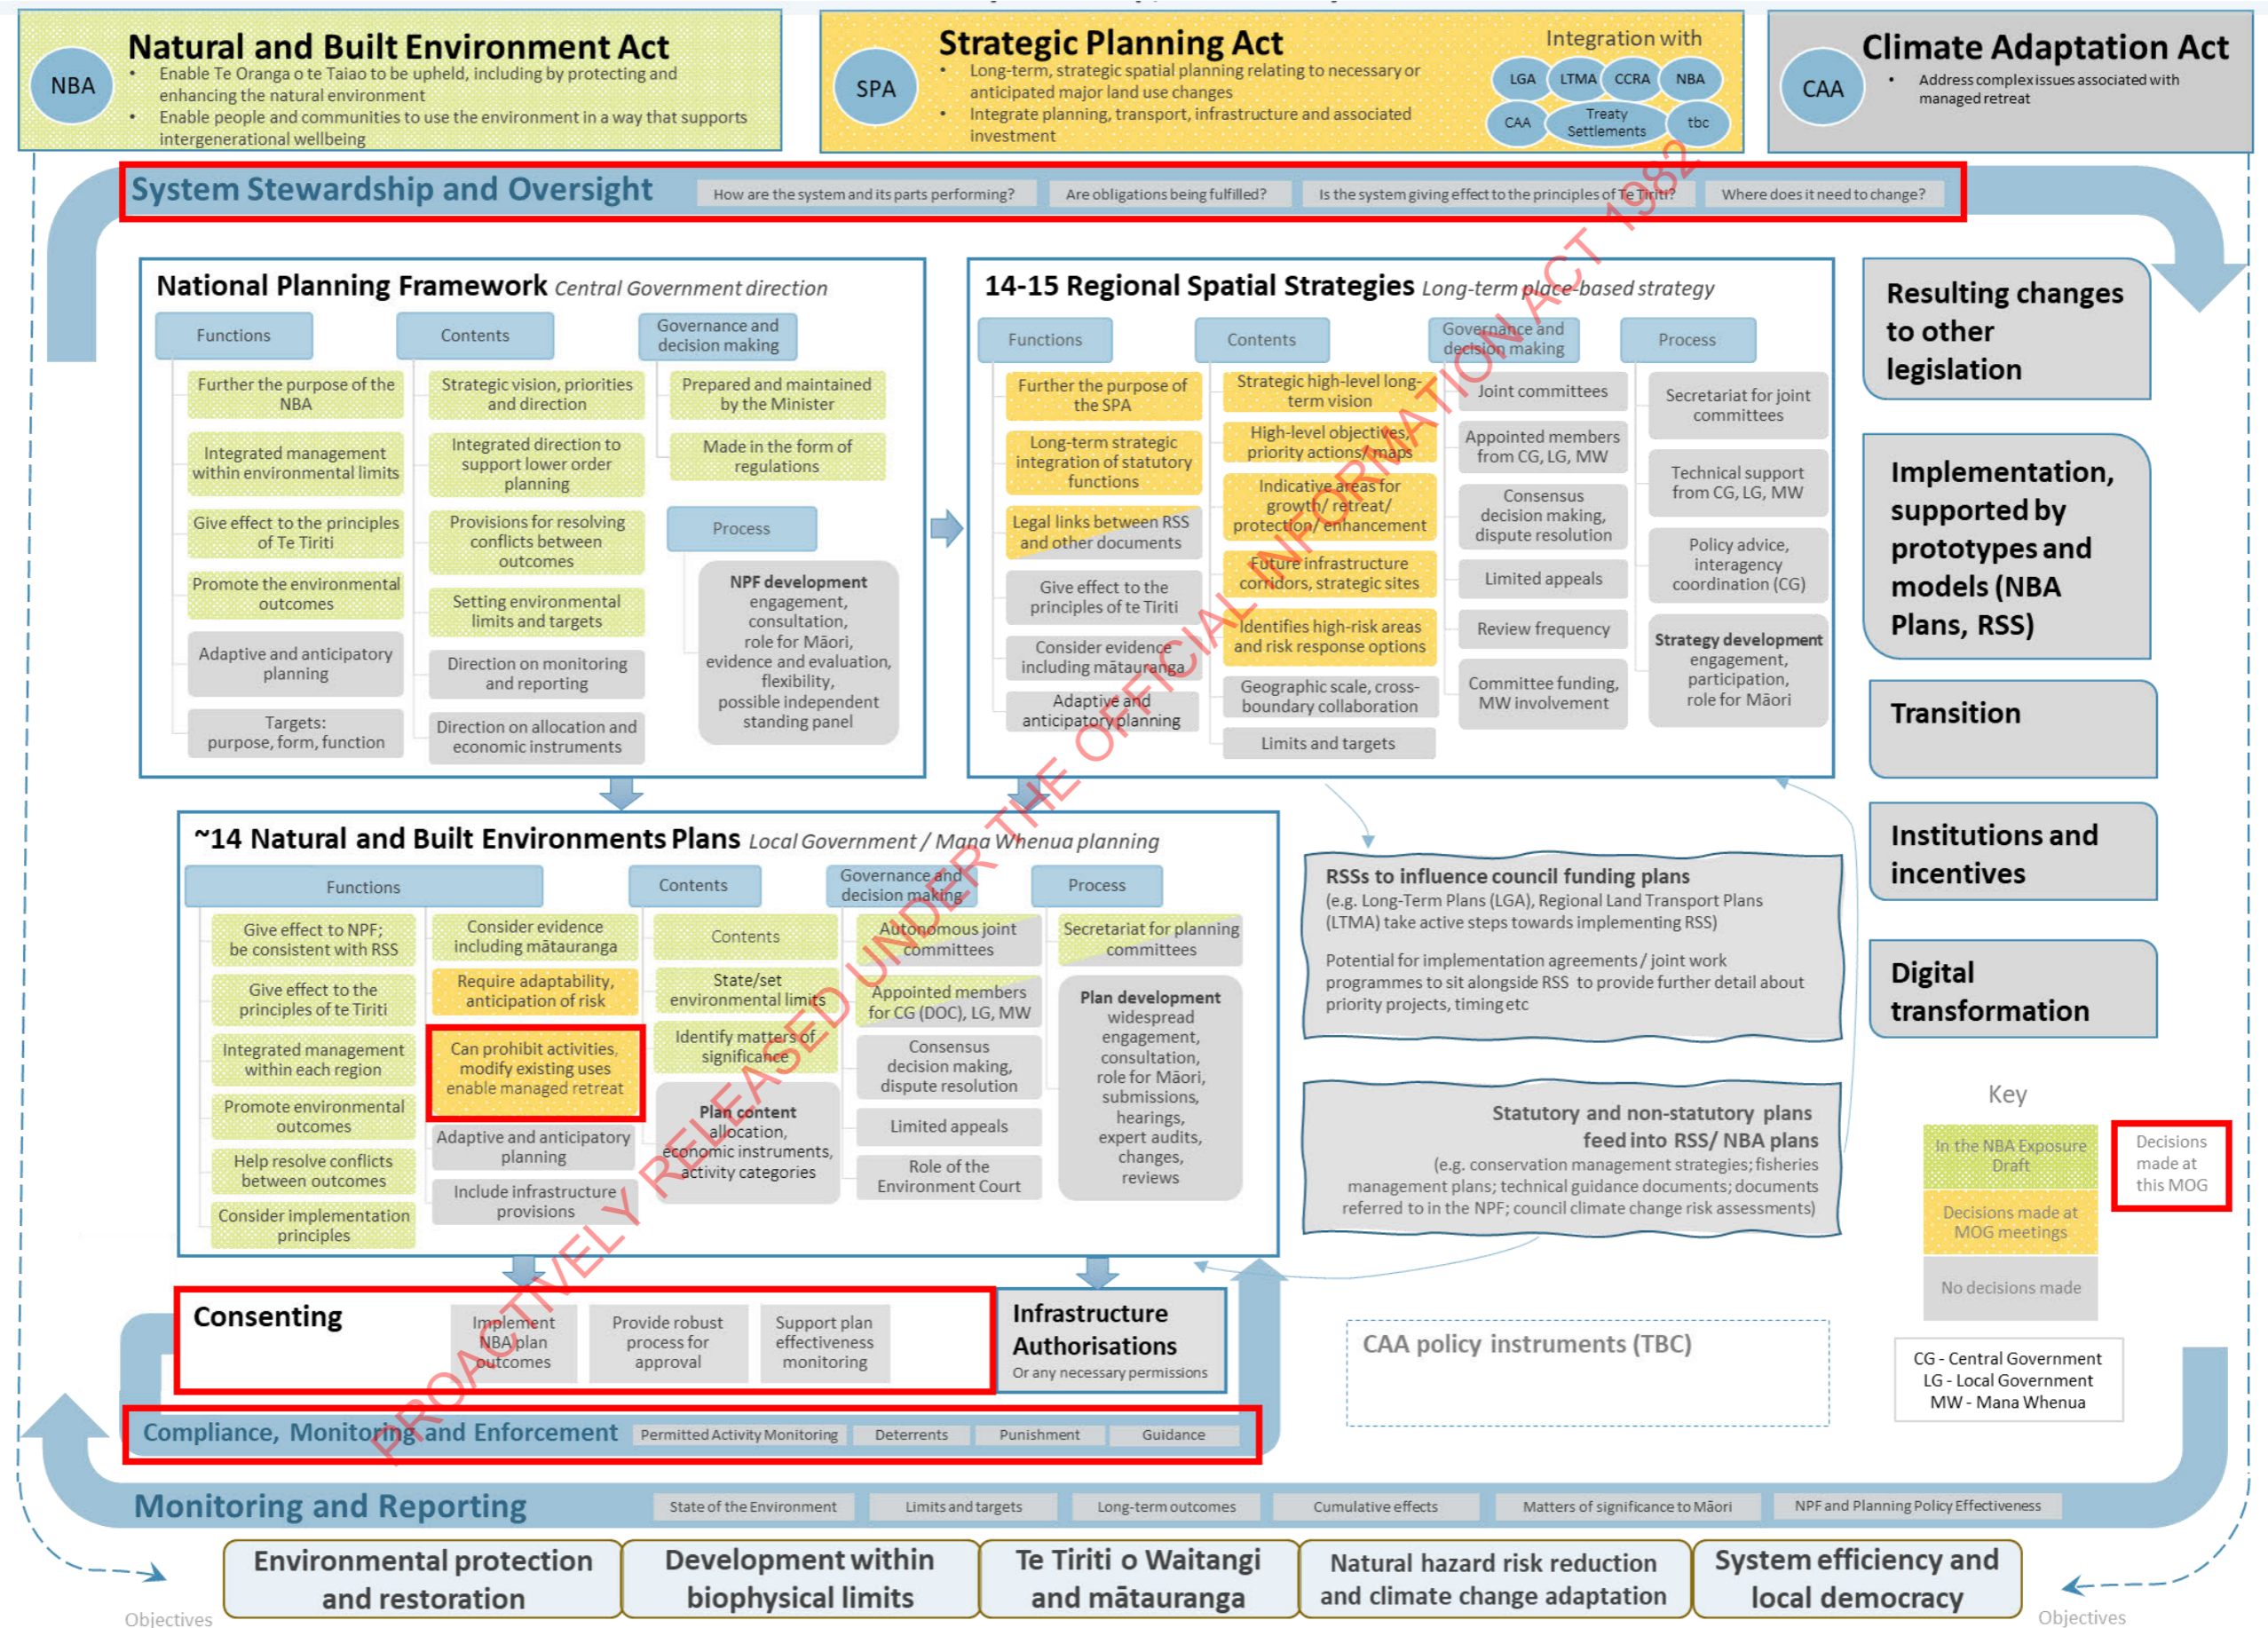 Natural and Built Environment Act
NBA
• Enable Te Oranga o te Taiao to be upheld, including by protecting and
enhancing the natural environment
• Enable people and communities to use the environment in a way that supports
intergenerational wellbeing
Strategic Planning Act
SPA
• Long-term, strategic spatial planning relating to necessary or
anticipated major land use changes
• Integrate planning, transport, infrastructure and associated
investment
Integration with
LGA
LTMA
CCRA
NBA
CAA
Treaty
Settlements
tbc
Climate Adaptation Act
CAA
• Address complex issues associated with
managed retreat
System Stewardship and Oversight
How are the system and its parts performing?
Are obligations being fulfilled?
Is the system giving effect to the principles of Te Tiriti?
Where does it need to change?
National Planning Framework Central Government direction
Functions
Further the purpose of the
NBA
Integrated management
within environmental limits
Give effect to the principles
of Te Tiriti
Promote the environmental
outcomes
Adaptive and anticipatory
planning
Targets:
purpose, form, function
Contents
Strategic vision, priorities
and direction
Integrated direction to
support lower order
planning
Provisions for resolving
conflicts between
outcomes
Setting environmental
limits and targets
Direction on monitoring
and reporting
Direction on allocation and
economic instruments
Governance and
decision making
Prepared and maintained
by the Minister
Made in the form of
regulations
Process
NPF development
engagement,
consultation,
role for Māori,
evidence and evaluation,
flexibility,
possible independent
standing panel
14-15 Regional Spatial Strategies Long-term place-based strategy
Functions
Further the purpose of
the SPA
Long-term strategic
integration of statutory
functions
Legal links between RSS
and other documents
Give effect to the
principles of te Tiriti
Consider evidence
including mātauranga
Adaptive and
anticipatory planning
Contents
Strategic high-level long-
term vision
High-level objectives,
priority actions/ maps
Indicative areas for
growth/ retreat/
protection/ enhancement
Future infrastructure
corridors, strategic sites
Identifies high-risk areas
and risk response options
Geographic scale, cross-
boundary collaboration
Limits and targets
Governance and
decision making
Joint committees
Appointed members
from CG, LG, MW
Consensus
decision making,
dispute resolution
Limited appeals
Review frequency
Committee funding,
MW involvement
Process
Secretariat for joint
committees
Technical support
from CG, LG, MW
Policy advice,
interagency
coordination (CG)
Strategy development
engagement,
participation,
role for Māori
Resulting changes
to other
legislation
Implementation,
supported by
prototypes and
models (NBA
Plans, RSS)
Transition
Institutions and
incentives
Digital
transformation
~14 Natural and Built Environments Plans Local Government / Mana Whenua planning
Functions
Give effect to NPF;
be consistent with RSS
Give effect to the
principles of te Tiriti
Integrated management
within each region
Promote environmental
outcomes
Help resolve conflicts
between outcomes
Consider implementation
principles
Consider evidence
including mātauranga
Require adaptability,
anticipation of risk
Can prohibit activities,
modify existing uses
enable managed retreat
Adaptive and anticipatory
planning
Include infrastructure
provisions
Contents
Contents
State/set
environmental limits
Identify matters of
significance
Plan content
allocation,
economic instruments,
activity categories
Governance and
decision making
Autonomous joint
committees
Appointed members
for CG (DOC), LG, MW
Consensus
decision making,
dispute resolution
Limited appeals
Role of the
Environment Court
Process
Secretariat for planning
committees
Plan development
widespread
engagement,
consultation,
role for Māori,
submissions,
hearings,
expert audits,
changes,
reviews
RSSs to influence council funding plans
(e.g. Long-Term Plans (LGA), Regional Land Transport Plans
(LTMA) take active steps towards implementing RSS)
Potential for implementation agreements / joint work
programmes to sit alongside RSS to provide further detail about
priority projects, timing etc
Statutory and non-statutory plans
feed into RSS/ NBA plans
(e.g. conservation management strategies; fisheries
management plans; technical guidance documents; documents
referred to in the NPF; council climate change risk assessments)
Key
In the NBA Exposure
Draft
Decisions made at
MOG meetings
No decisions made
Decisions
made at
this MOG
CG - Central Government
LG - Local Government
MW - Mana Whenua
Consenting
Implement
NBA plan
outcomes
Provide robust
process for
approval
Support plan
effectiveness
monitoring
Infrastructure
Authorisations
Or any necessary permissions
CAA policy instruments (TBC)
Compliance, Monitoring and Enforcement
Permitted Activity Monitoring
Deterrents
Punishment
Guidance
Monitoring and Reporting
State of the Environment
Limits and targets
Long-term outcomes
Cumulative effects
Matters of significance to Māori
NPF and Planning Policy Effectiveness
Environmental protection
and restoration
Development within
biophysical limits
Te Tiriti o Waitangi
and mātauranga
Natural hazard risk reduction
and climate change adaptation
System efficiency and
local democracy
Objectives
Objectives
PROACTIVELY RELEASED UNDER THE OFFICIAL INFORMATION ACT 1982